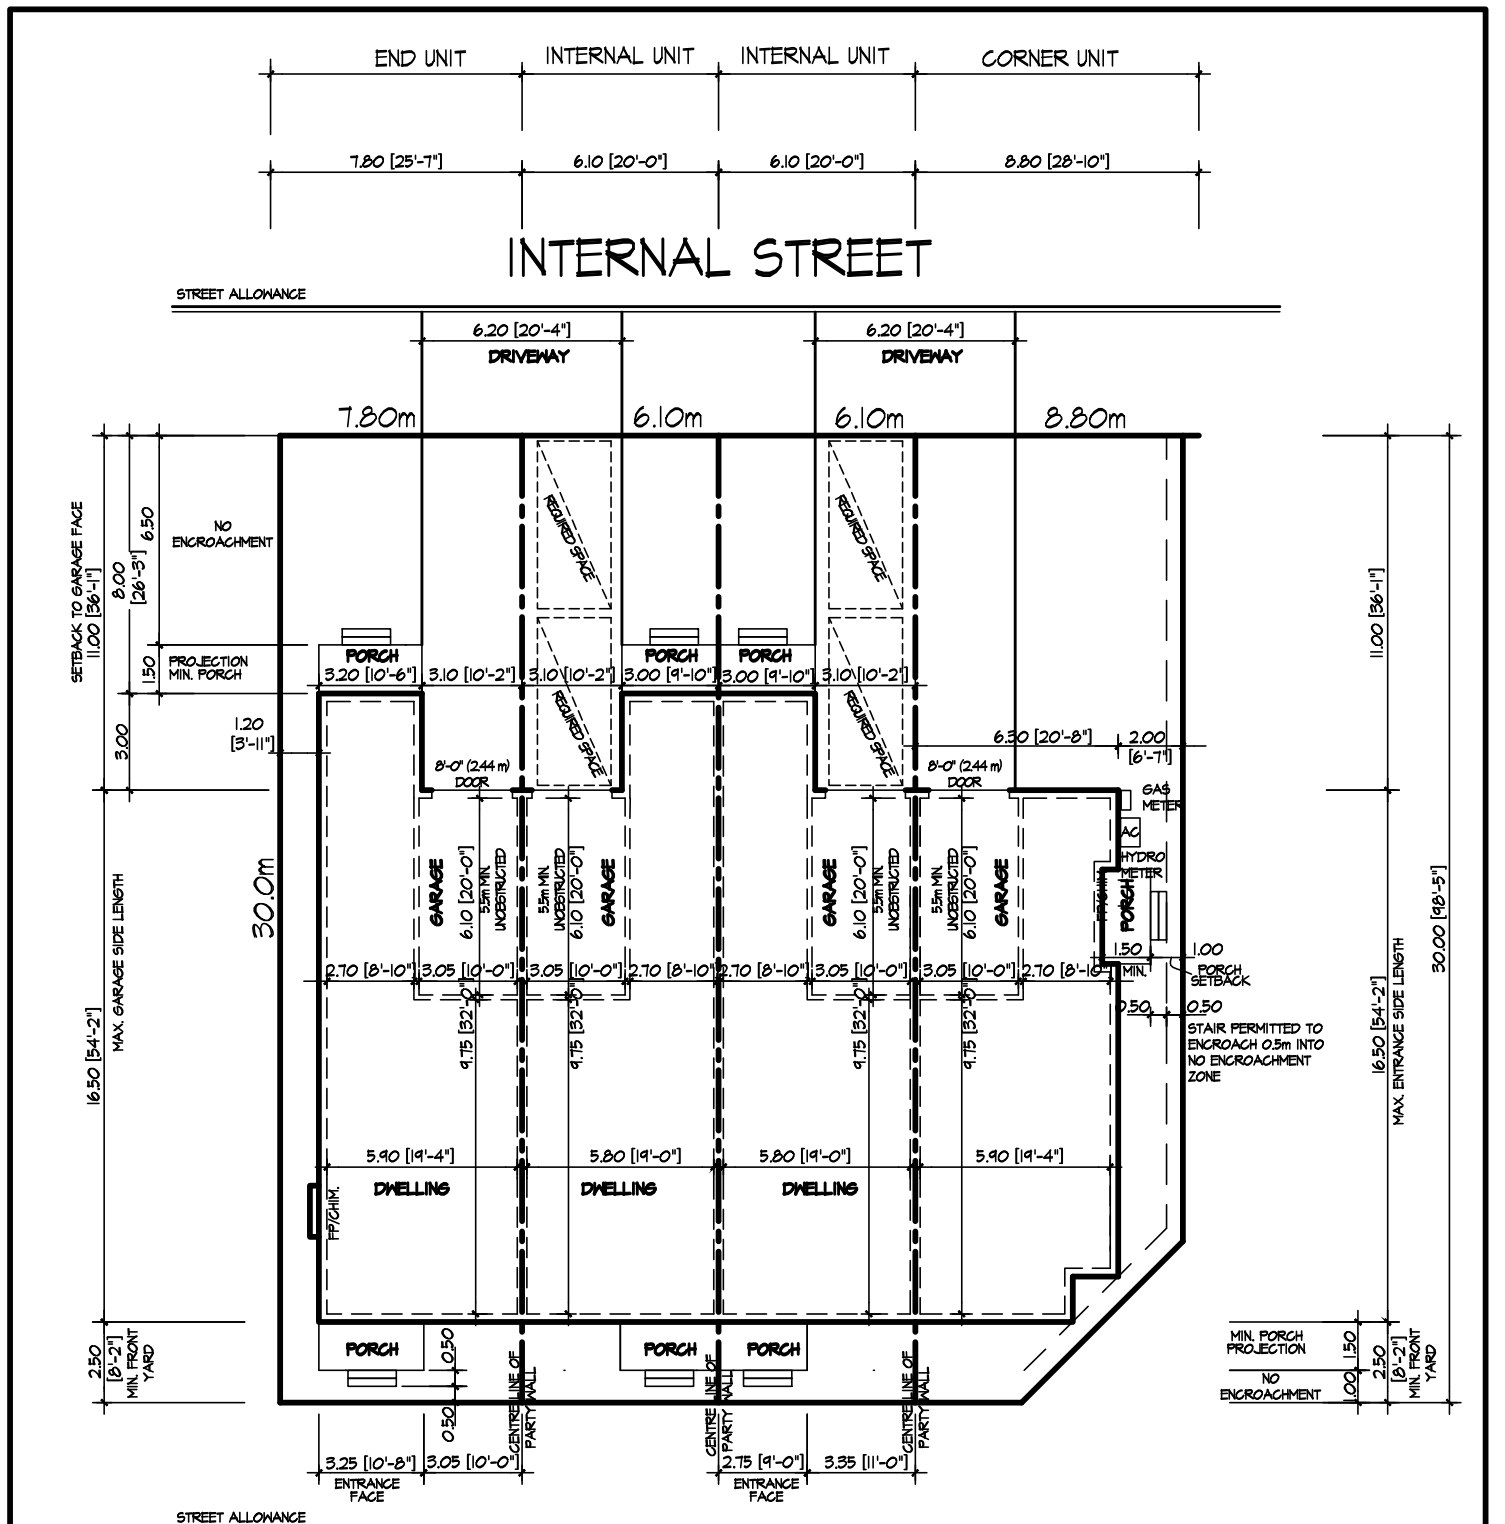 END UNIT
INTERNAL UNIT
INTERNAL UNIT
CORNER UNIT
7.80 [25'-7"]
6.10 [20'-0"]
6.10 [20'-0"]
8.80 [28'-10"]
INTERNAL STREET
STREET ALLOWANCE
6.20 [20'-4"]
DRIVEWAY
6.20 [20'-4"]
DRIVEWAY
7.80m
6.10m
6.10m
8.80m
SETBACK TO GARAGE FACE
11.00 [36'-1"]
8.00
[26'-3"]
6.50
NO
ENCROACHMENT
REQUIRED SPACE
REQUIRED SPACE
11.00 [36'-1"]
1.50
PROJECTION
MIN. PORCH
PORCH
PORCH
PORCH
3.20 [10'-6"]
3.10 [10'-2"]
3.10 [10'-2"]
3.00 [9'-10"]
3.00 [9'-10"]
3.10 [10'-2"]
REQUIRED SPACE
REQUIRED SPACE
3.00
1.20
[3'-11"]
6.30 [20'-8"]
2.00
[6'-7"]
8'-0" (2.44 m)
DOOR
8'-0" (2.44 m)
DOOR
GAS
METER
AC
HYDRO
METER
30.0m
GARAGE
6.10 [20'-0"]
5.5m MIN.
UNOBSTRUCTED
5.5m MIN.
UNOBSTRUCTED
6.10 [20'-0"]
GARAGE
GARAGE
6.10 [20'-0"]
5.5m MIN.
UNOBSTRUCTED
5.5m MIN.
UNOBSTRUCTED
6.10 [20'-0"]
GARAGE
FP/CHIM.
PORCH
30.00 [98'-5"]
1.50
MIN.
1.00
PORCH
SETBACK
2.70 [8'-10"]
3.05 [10'-0"]
3.05 [10'-0"]
2.70 [8'-10"]
2.70 [8'-10"]
3.05 [10'-0"]
3.05 [10'-0"]
2.70 [8'-10
0.50
0.50
STAIR PERMITTED TO
ENCROACH 0.5m INTO
NO ENCROACHMENT
ZONE
16.50 [54'-2"]
MAX. GARAGE SIDE LENGTH
9.75 [32'-0"]
9.75 [32'-0"]
9.75 [32'-0"]
9.75 [32'-0"]
16.50 [54'-2"]
MAX. ENTRANCE SIDE LENGTH
5.90 [19'-4"]
5.80 [19'-0"]
5.80 [19'-0"]
5.90 [19'-4"]
DWELLING
DWELLING
DWELLING
FP/CHIM.
2.50
[8'-2"]
MIN. FRONT
YARD
PORCH
PORCH
PORCH
0.50
0.50
CENTRE LINE OF
PARTY WALL
CENTRE LINE OF
PARTY WALL
CENTRE LINE OF
PARTY WALL
MIN. PORCH
PROJECTION
1.50
NO
ENCROACHMENT
1.00
2.50
[8'-2"]
MIN. FRONT
YARD
3.25 [10'-8"]
3.05 [10'-0"]
2.75 [9'-0"]
3.35 [11'-0"]
ENTRANCE
FACE
ENTRANCE
FACE
STREET ALLOWANCE